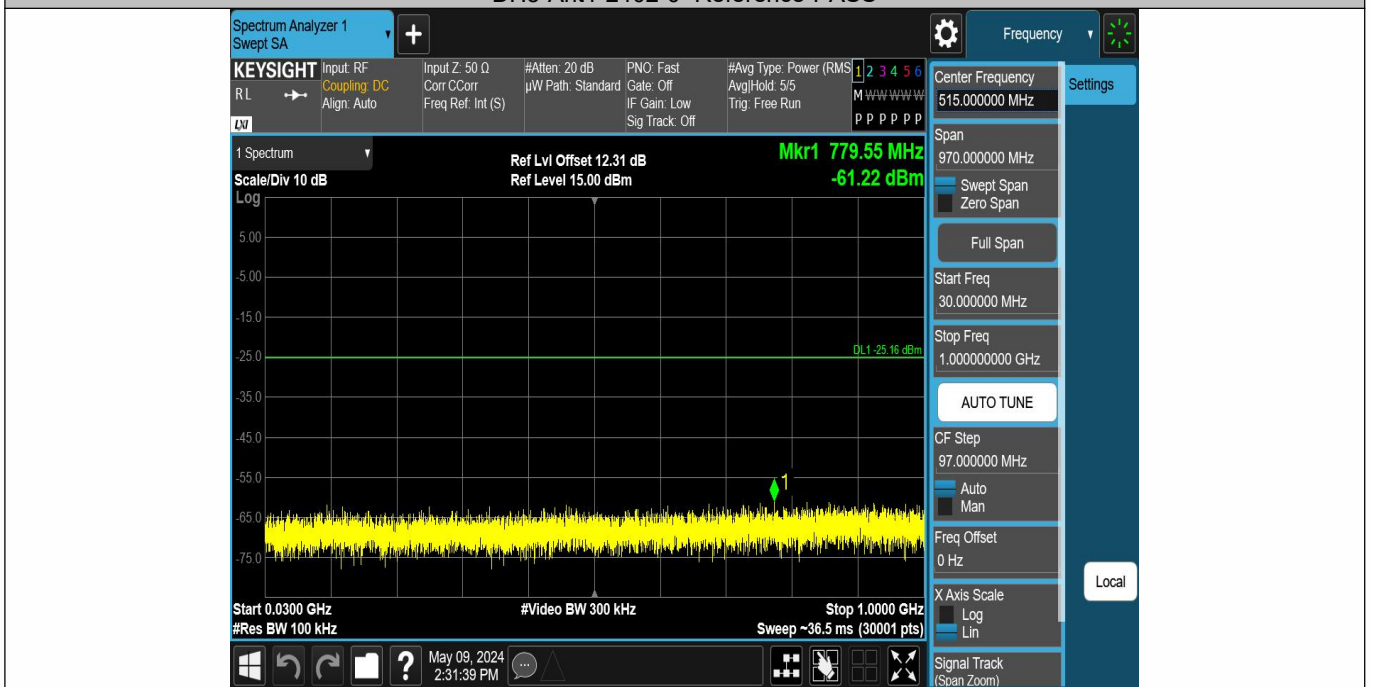 Spectrum Analyzer 1
Swept SA
+
Frequency
KEYSIGHT
RL
LXI
Input: RF
Coupling: DC
Align: Auto
Input Z: 50 Ω
Corr CCorr
Freq Ref: Int (S)
#Atten: 20 dB
µW Path: Standard
PNO: Fast
Gate: Off
IF Gain: Low
Sig Track: Off
#Avg Type: Power (RMS
Avg|Hold: 5/5
Trig: Free Run
1 2 3 4 5 6
M W W W W W
P P P P P P
1 Spectrum
Scale/Div 10 dB
Log
Ref Lvl Offset 12.31 dB
Ref Level 15.00 dBm
Mkr1 779.55 MHz
-61.22 dBm
5.00
-5.00
-15.0
-25.0
-35.0
-45.0
-55.0
-65.0
-75.0
DL1 -25.16 dBm
1
Start 0.0300 GHz
#Res BW 100 kHz
#Video BW 300 kHz
Stop 1.0000 GHz
Sweep ~36.5 ms (30001 pts)
?
May 09, 2024
2:31:39 PM
Center Frequency
515.000000 MHz
Settings
Span
970.000000 MHz
Swept Span
Zero Span
Full Span
Start Freq
30.000000 MHz
Stop Freq
1.000000000 GHz
AUTO TUNE
CF Step
97.000000 MHz
Auto
Man
Freq Offset
0 Hz
X Axis Scale
Log
Lin
Local
Signal Track
(Span Zoom)